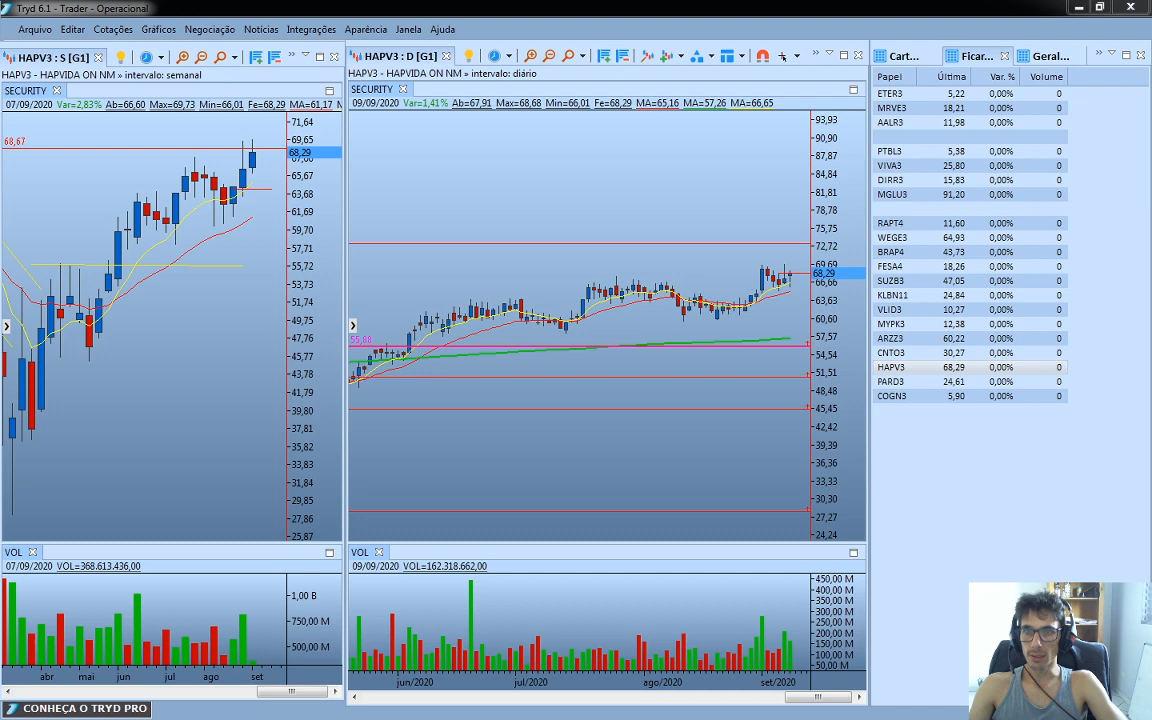 Tryd 6.1 - Trader - Operacional
Arquivo Editar Cotações Gráficos Negociação Notícias Integrações Aparência Janela Ajuda
HAPV3 : S [G1]
HAPV3 - HAPVIDA ON NM » intervalo: semanal
SECURITY
07/09/2020 Var=2,83% Ab=66,60 Max=69,73 Min=66,01 Fe=68,29 MA=61,17
68,67
71,64
69,65
68,29
67,66
65,67
63,68
61,69
59,70
57,71
55,72
53,73
51,74
49,75
47,76
45,77
43,78
41,79
39,80
37,81
35,82
33,83
31,84
29,85
27,86
25,87
VOL
07/09/2020 VOL=368.613.436,00
1,00 B
750,00 M
500,00 M
abr mai jun jul ago set
HAPV3 : D [G1]
HAPV3 - HAPVIDA ON NM » intervalo: diário
SECURITY
09/09/2020 Var=1,41% Ab=67,91 Max=68,68 Min=66,01 Fe=68,29 MA=65,16 MA=57,26 MA=66,65
55,88
93,93
90,90
87,87
84,84
81,81
78,78
75,75
72,72
69,69
68,29
66,66
63,63
60,60
57,57
54,54
51,51
48,48
45,45
42,42
39,39
36,36
33,33
30,30
27,27
24,24
VOL
09/09/2020 VOL=162.318.662,00
450,00 M
400,00 M
350,00 M
300,00 M
250,00 M
200,00 M
150,00 M
100,00 M
50,00 M
jun/2020 jul/2020 ago/2020 set/2020
Cart... Ficar... Geral...
Papel Última Var. % Volume
ETER3 5,22 0,00% 0
MRVE3 18,21 0,00% 0
AALR3 11,98 0,00% 0
PTBL3 5,38 0,00% 0
VIVA3 25,80 0,00% 0
DIRR3 15,83 0,00% 0
MGLU3 91,20 0,00% 0
RAPT4 11,60 0,00% 0
WEGE3 64,93 0,00% 0
BRAP4 43,73 0,00% 0
FESA4 18,26 0,00% 0
SUZB3 47,05 0,00% 0
KLBN11 24,84 0,00% 0
VLID3 10,27 0,00% 0
MYPK3 12,38 0,00% 0
ARZZ3 60,22 0,00% 0
CNTO3 30,27 0,00% 0
HAPV3 68,29 0,00% 0
PARD3 24,61 0,00% 0
COGN3 5,90 0,00% 0
CONHEÇA O TRYD PRO